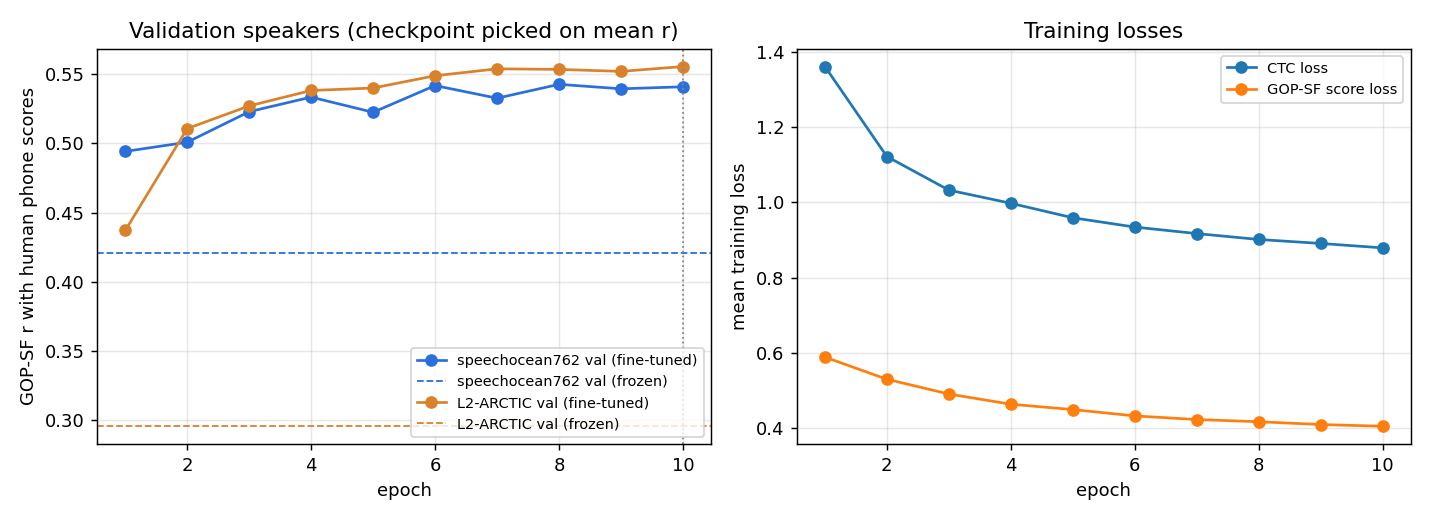 Validation speakers (checkpoint picked on mean r)
GOP-SF r with human phone scores
0.55
0.50
0.45
0.40
0.35
0.30
speechocean762 val (fine-tuned)
speechocean762 val (frozen)
L2-ARCTIC val (fine-tuned)
L2-ARCTIC val (frozen)
2 4 6 8 10
epoch
Training losses
mean training loss
1.4
1.2
1.0
0.8
0.6
0.4
CTC loss
GOP-SF score loss
2 4 6 8 10
epoch